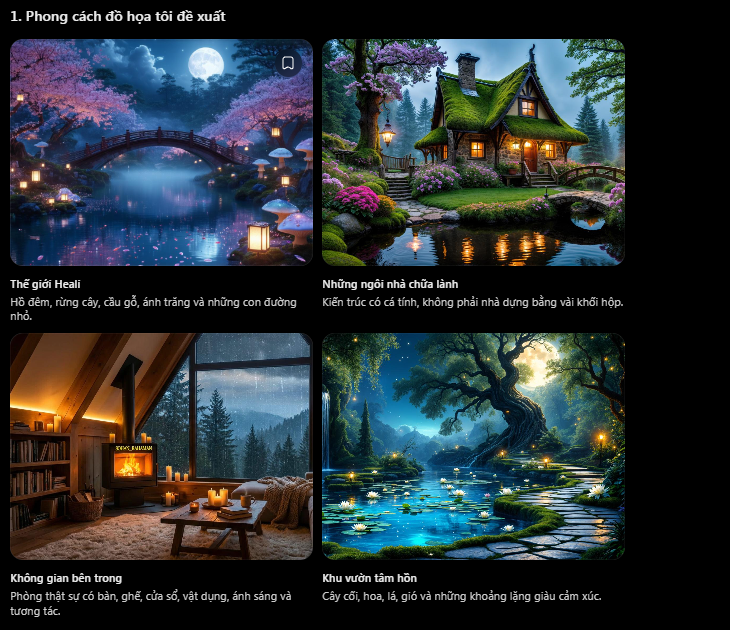 1. Phong cách đồ họa tôi đề xuất
Thế giới Heali
Hồ đêm, rừng cây, cầu gỗ, ánh trăng và những con đường
nhỏ.
Những ngôi nhà chữa lành
Kiến trúc có cá tính, không phải nhà dựng bằng vài khối hộp.
Không gian bên trong
Phòng thật sự có bàn, ghế, cửa sổ, vật dụng, ánh sáng và
tương tác.
Khu vườn tâm hồn
Cây cối, hoa, lá, gió và những khoảng lặng giàu cảm xúc.